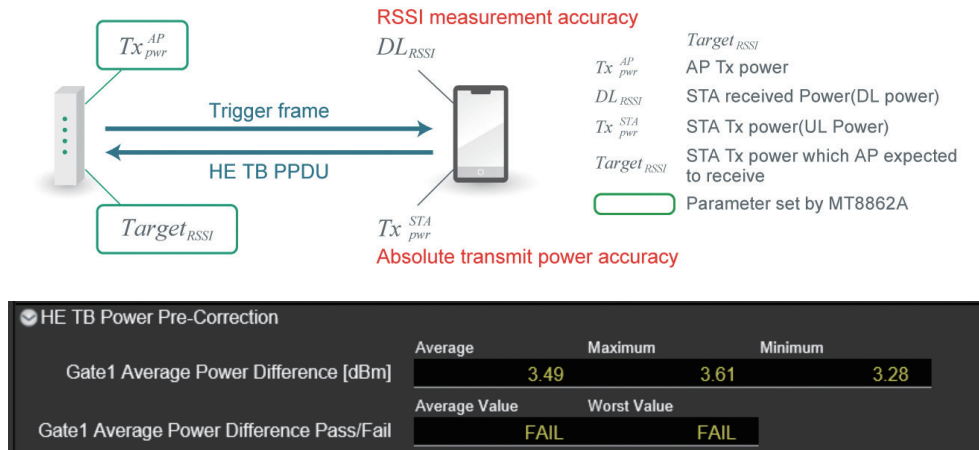 RSSI measurement accuracy
Tx AP pwr
DL RSSI
Trigger frame
HE TB PPDU
Target RSSI
Tx STA pwr
Absolute transmit power accuracy
Target RSSI
Tx AP pwr AP Tx power
DL RSSI STA received Power(DL power)
Tx STA pwr STA Tx power(UL Power)
Target RSSI STA Tx power which AP expected
to receive
Parameter set by MT8862A
HE TB Power Pre-Correction
Average Maximum Minimum
Gate1 Average Power Difference [dBm] 3.49 3.61 3.28
Average Value Worst Value
Gate1 Average Power Difference Pass/Fail FAIL FAIL